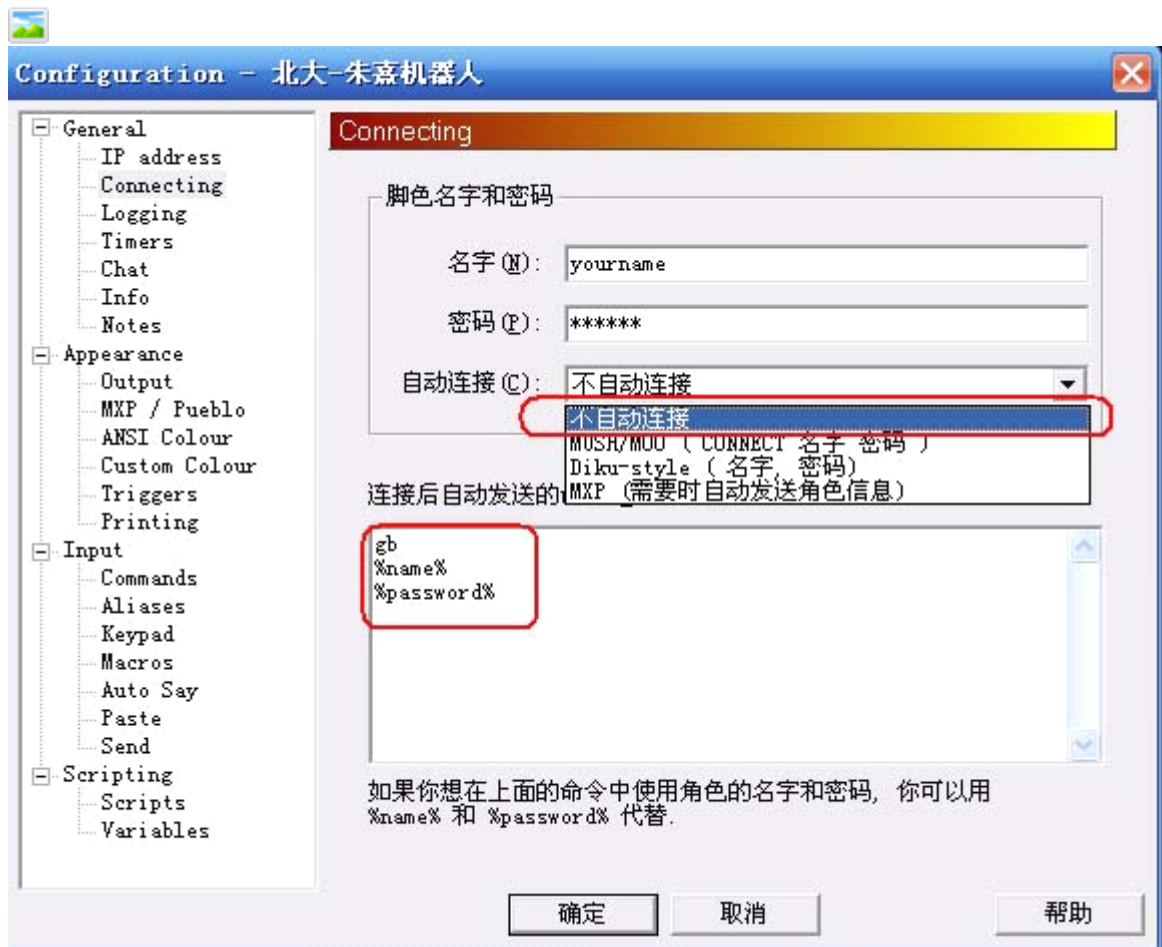 Configuration - 北大-朱熹机器人
General
IP address
Connecting
Logging
Timers
Chat
Info
Notes
Appearance
Output
MXP / Pueblo
ANSI Colour
Custom Colour
Triggers
Printing
Input
Commands
Aliases
Keypad
Macros
Auto Say
Paste
Send
Scripting
Scripts
Variables
Connecting
脚色名字和密码
名字(N): yourname
密码(P): ******
自动连接(C): 不自动连接
不自动连接
MUSH/MOO ( CONNECT 名字 密码 )
Diku-style ( 名字, 密码)
MXP (需要时自动发送角色信息)
连接后自动发送的
gb
%name%
%password%
如果你想在上面的命令中使用角色的名字和密码, 你可以用
%name% 和 %password% 代替.
确定
取消
帮助